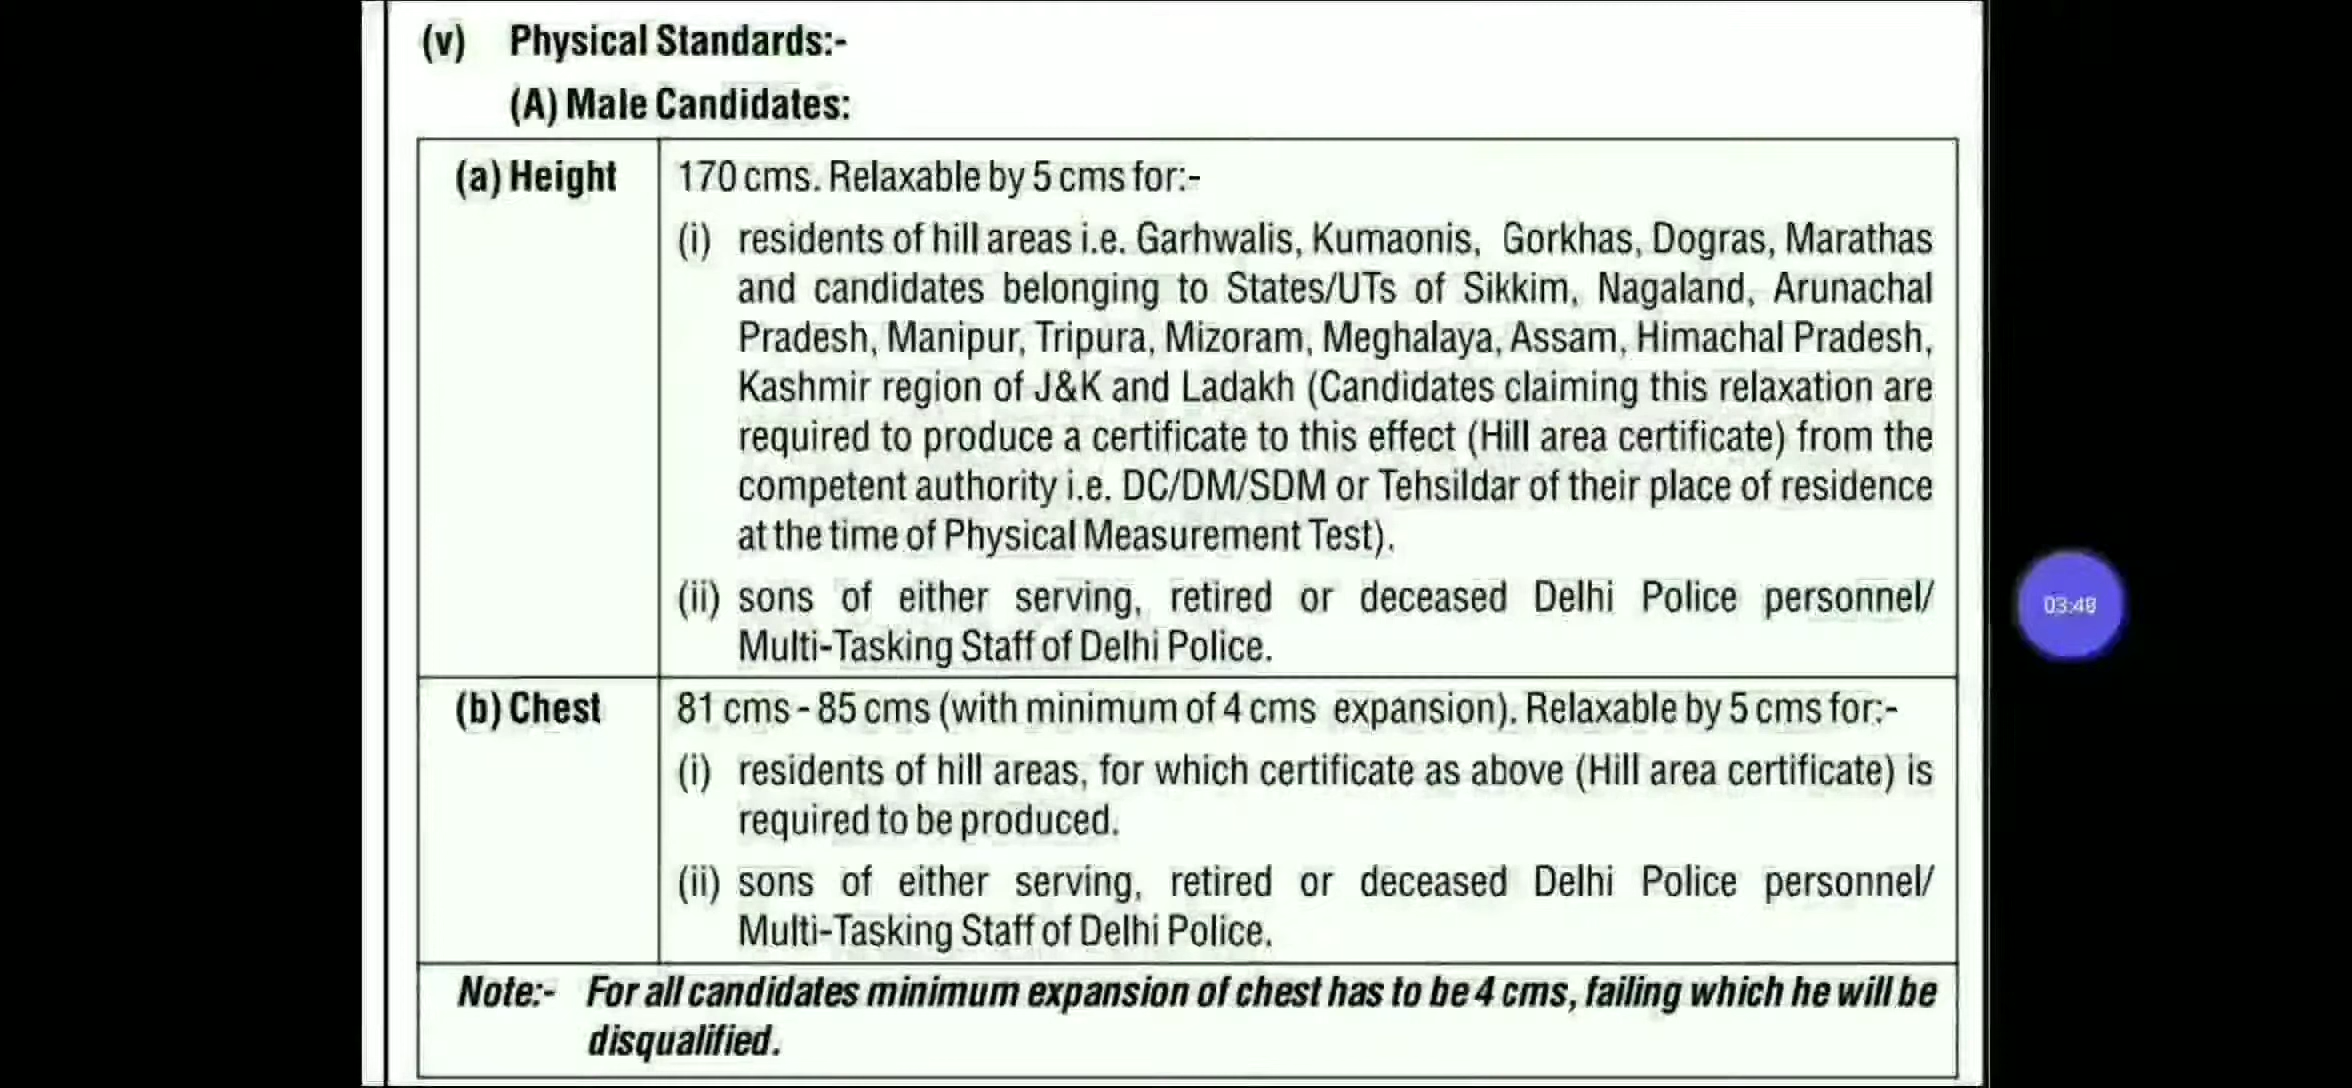 (v) Physical Standards:-
(A) Male Candidates:
(a) Height
170 cms. Relaxable by 5 cms for:-
(i) residents of hill areas i.e. Garhwalis, Kumaonis, Gorkhas, Dogras, Marathas
and candidates belonging to States/UTs of Sikkim, Nagaland, Arunachal
Pradesh, Manipur, Tripura, Mizoram, Meghalaya, Assam, Himachal Pradesh,
Kashmir region of J&K and Ladakh (Candidates claiming this relaxation are
required to produce a certificate to this effect (Hill area certificate) from the
competent authority i.e. DC/DM/SDM or Tehsildar of their place of residence
at the time of Physical Measurement Test).
(ii) sons of either serving, retired or deceased Delhi Police personnel/
Multi-Tasking Staff of Delhi Police.
(b) Chest
81 cms - 85 cms (with minimum of 4 cms expansion). Relaxable by 5 cms for:-
(i) residents of hill areas, for which certificate as above (Hill area certificate) is
required to be produced.
(ii) sons of either serving, retired or deceased Delhi Police personnel/
Multi-Tasking Staff of Delhi Police.
Note:- For all candidates minimum expansion of chest has to be 4 cms, failing which he will be
disqualified.
03:48